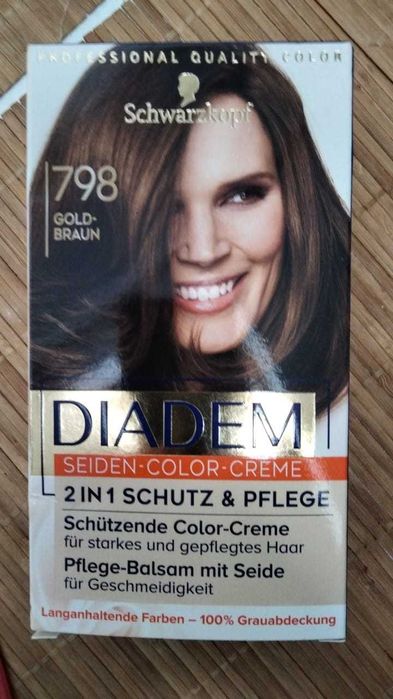 PROFESSIONAL QUALITY COLOR
Schwarzkopf
798
GOLD-
BRAUN
DIADEM
SEIDEN-COLOR-CREME
2 IN 1 SCHUTZ & PFLEGE
Schützende Color-Creme
für starkes und gepflegtes Haar
Pflege-Balsam mit Seide
für Geschmeidigkeit
Langanhaltende Farben – 100% Grauabdeckung